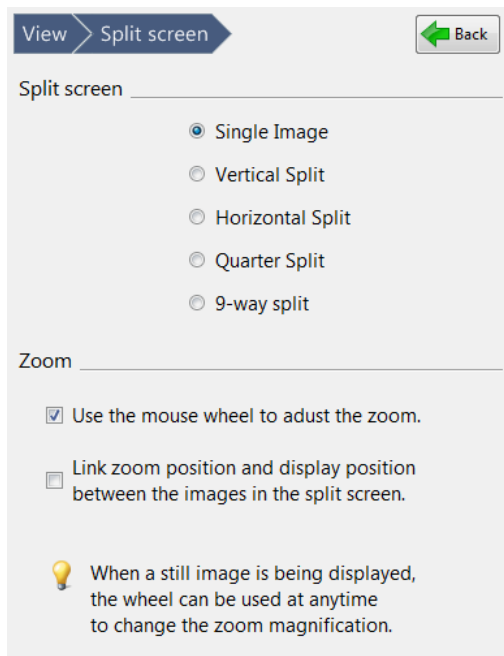 View Split screen Back
Split screen
Single Image
Vertical Split
Horizontal Split
Quarter Split
9-way split
Zoom
Use the mouse wheel to adust the zoom.
Link zoom position and display position
between the images in the split screen.
When a still image is being displayed,
the wheel can be used at anytime
to change the zoom magnification.